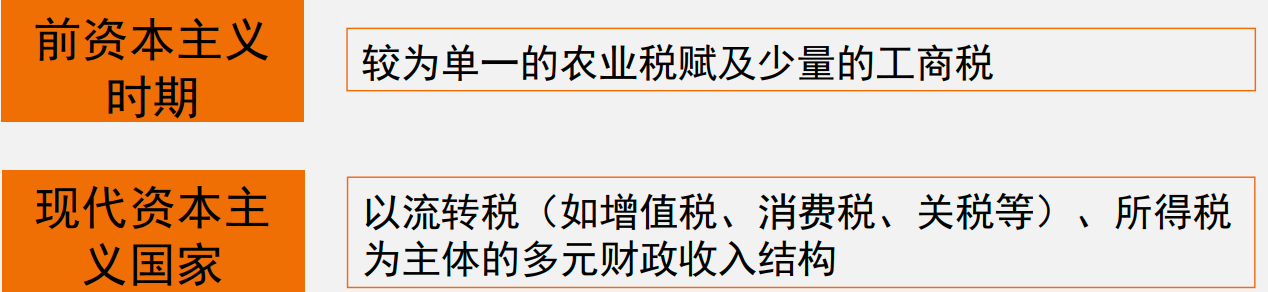 前资本主义
时期
较为单一的农业税赋及少量的工商税
现代资本主
义国家
以流转税（如增值税、消费税、关税等）、所得税
为主体的多元财政收入结构